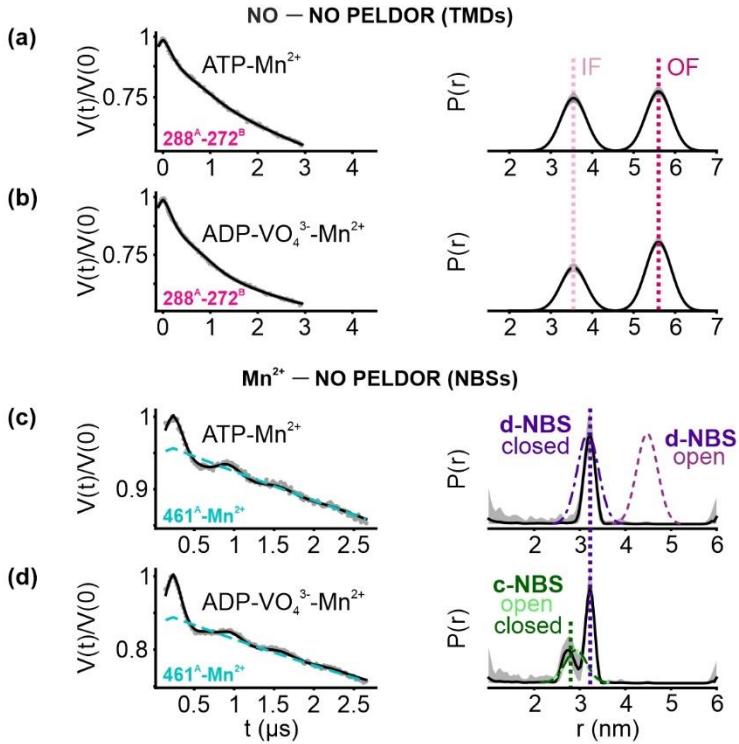 NO — NO PELDOR (TMDs)
(a)
V(t)/V(0)
1
0.75
ATP-Mn²⁺
288ᴬ-272ᴮ
0 1 2 3 4
P(r)
IF
OF
2 3 4 5 6 7
(b)
V(t)/V(0)
1
0.75
ADP-VO₄³⁻-Mn²⁺
288ᴬ-272ᴮ
0 1 2 3 4
P(r)
2 3 4 5 6 7
Mn²⁺ — NO PELDOR (NBSs)
(c)
V(t)/V(0)
1
0.9
ATP-Mn²⁺
461ᴬ-Mn²⁺
0.5 1 1.5 2 2.5
P(r)
d-NBS
closed
d-NBS
open
2 3 4 5 6
(d)
V(t)/V(0)
1
0.8
ADP-VO₄³⁻-Mn²⁺
461ᴬ-Mn²⁺
0.5 1 1.5 2 2.5
t (µs)
P(r)
c-NBS
open
closed
2 3 4 5 6
r (nm)